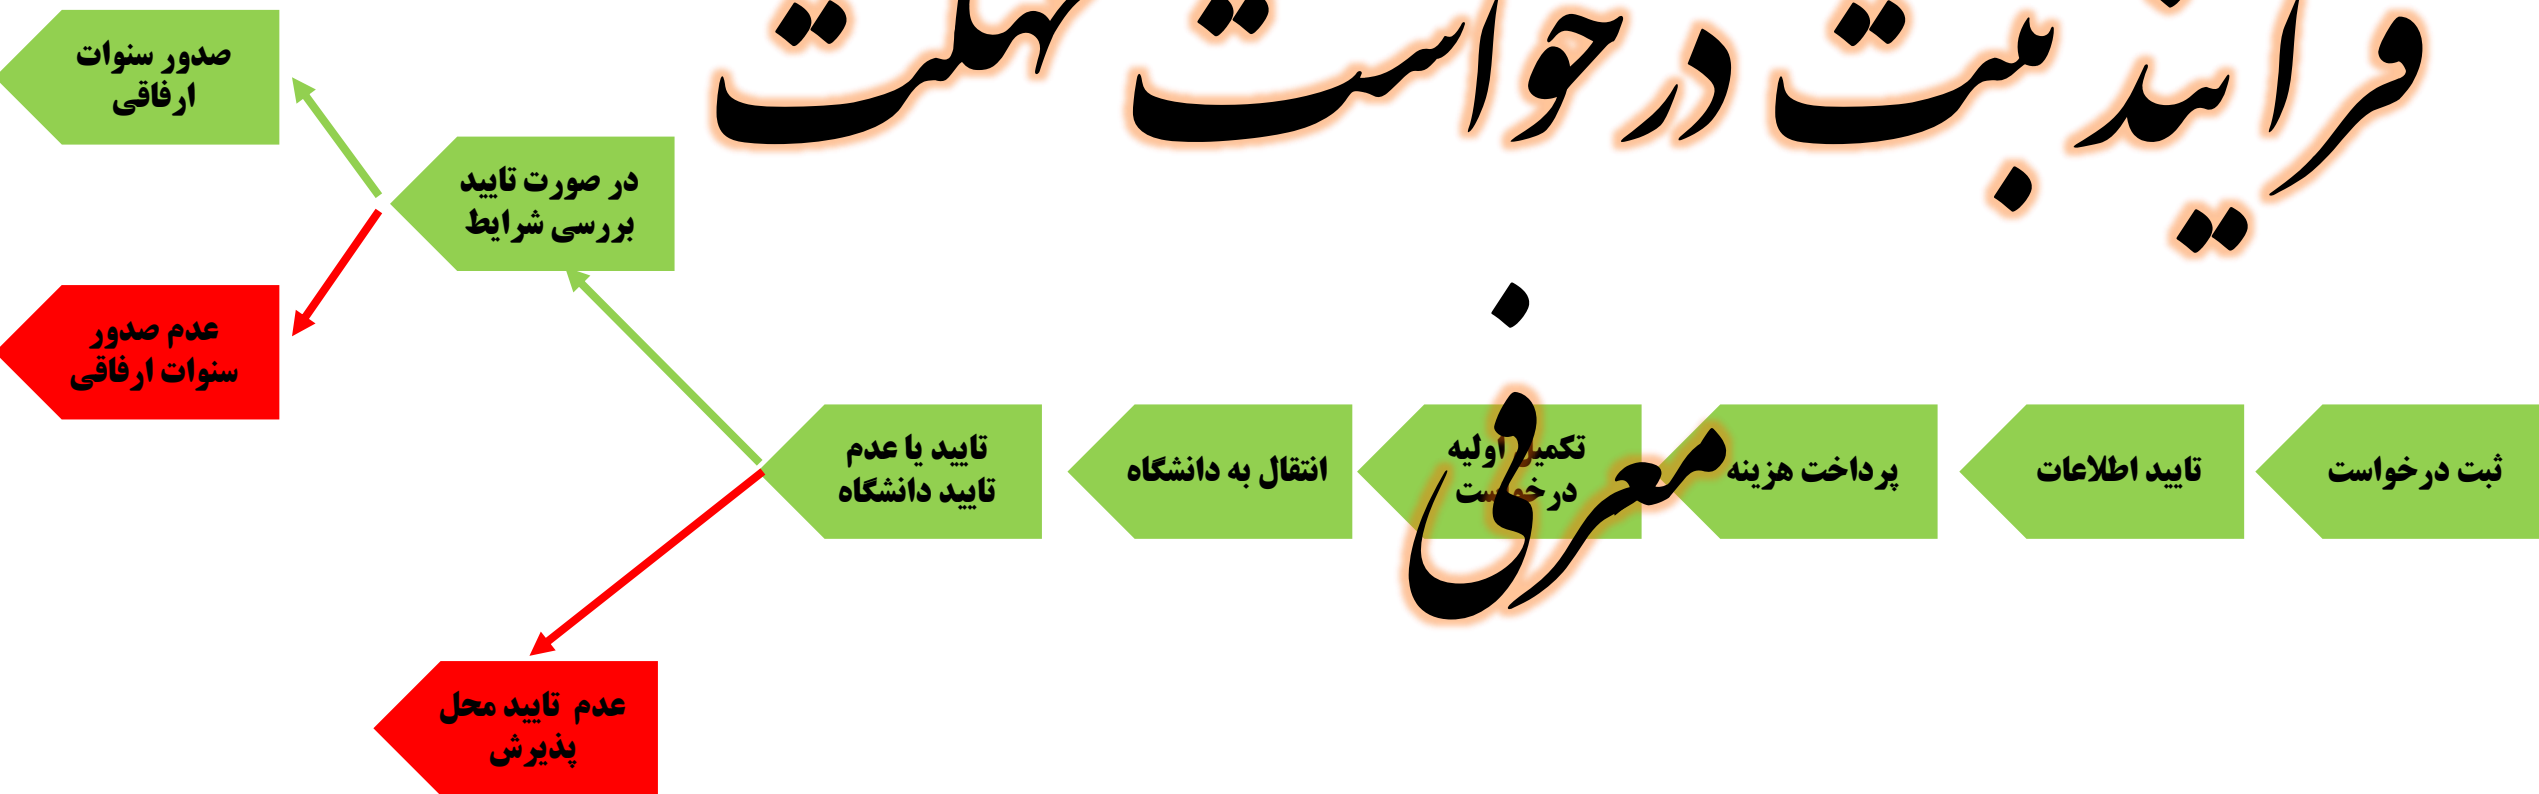 فرایند ثبت درخواست مهلت
معرفی
ثبت درخواست
تایید اطلاعات
پرداخت هزینه
تکمیل اولیه
درخواست
انتقال به دانشگاه
تایید یا عدم
تایید دانشگاه
در صورت تایید
بررسی شرایط
صدور سنوات
ارفاقی
عدم صدور
سنوات ارفاقی
عدم تایید محل
پذیرش